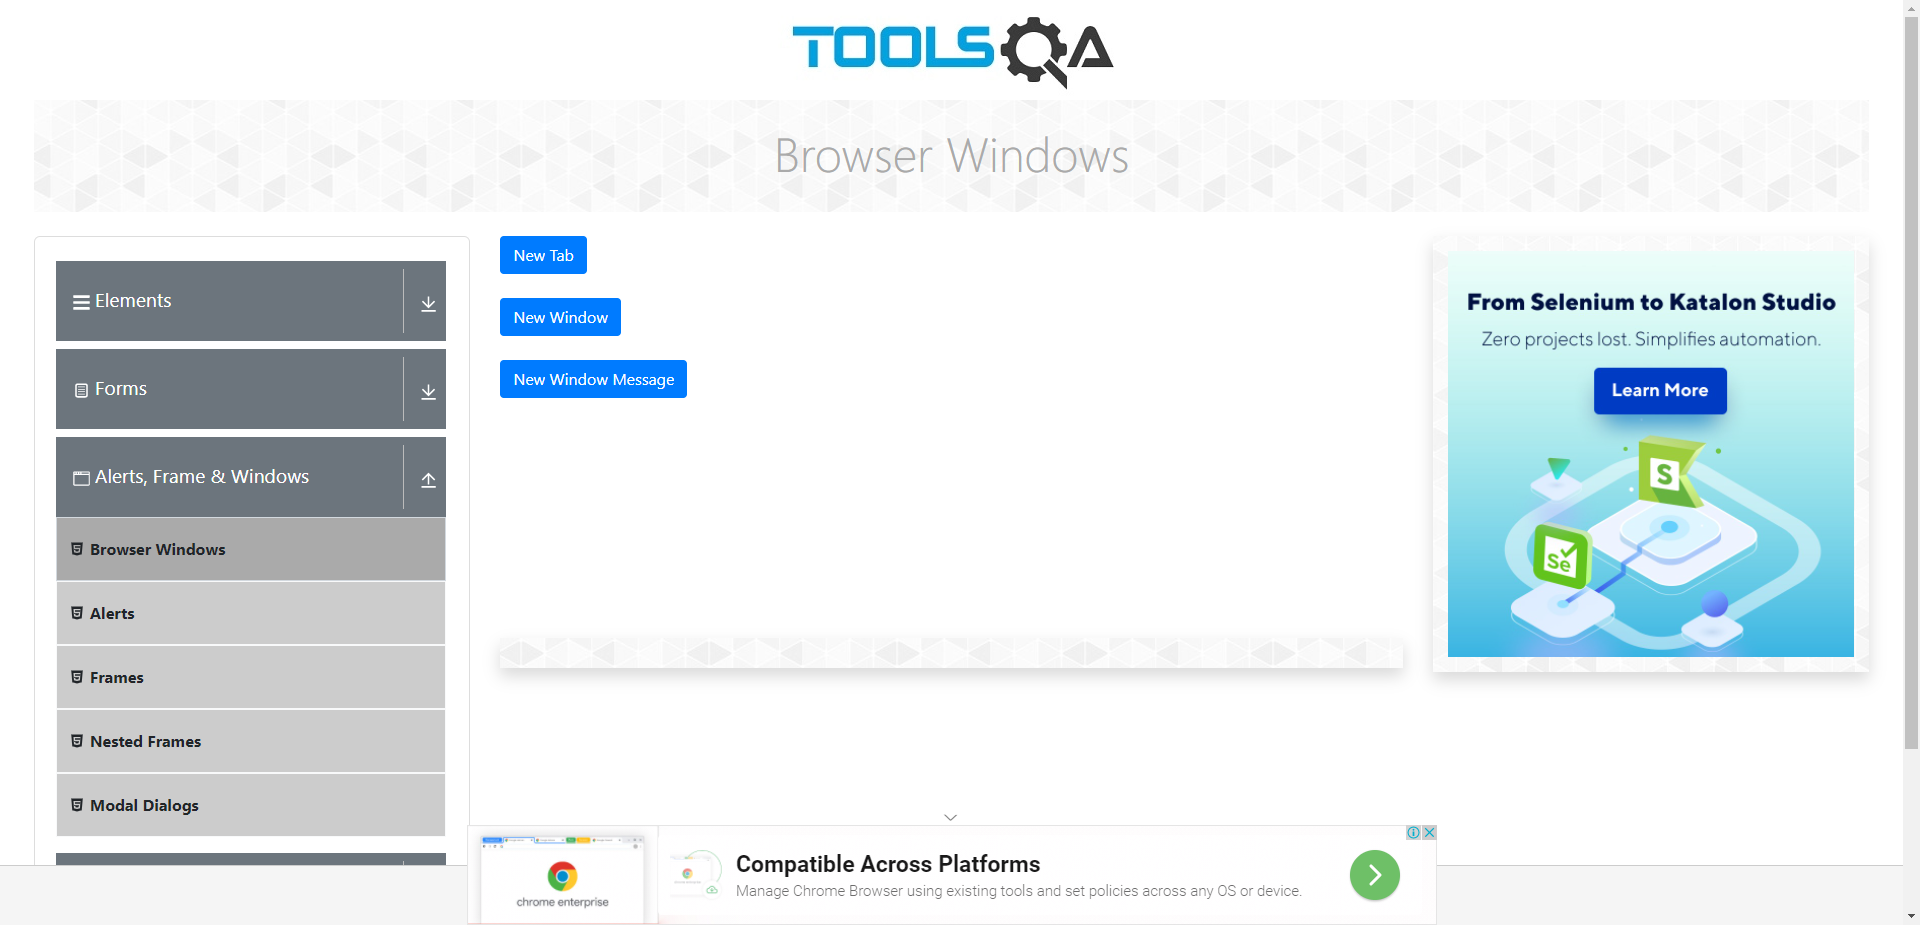 TOOLSQA
Browser Windows
Elements
Forms
Alerts, Frame & Windows
Browser Windows
Alerts
Frames
Nested Frames
Modal Dialogs
New Tab
New Window
New Window Message
From Selenium to Katalon Studio
Zero projects lost. Simplifies automation.
Learn More
S
Se
chrome enterprise
Compatible Across Platforms
Manage Chrome Browser using existing tools and set policies across any OS or device.